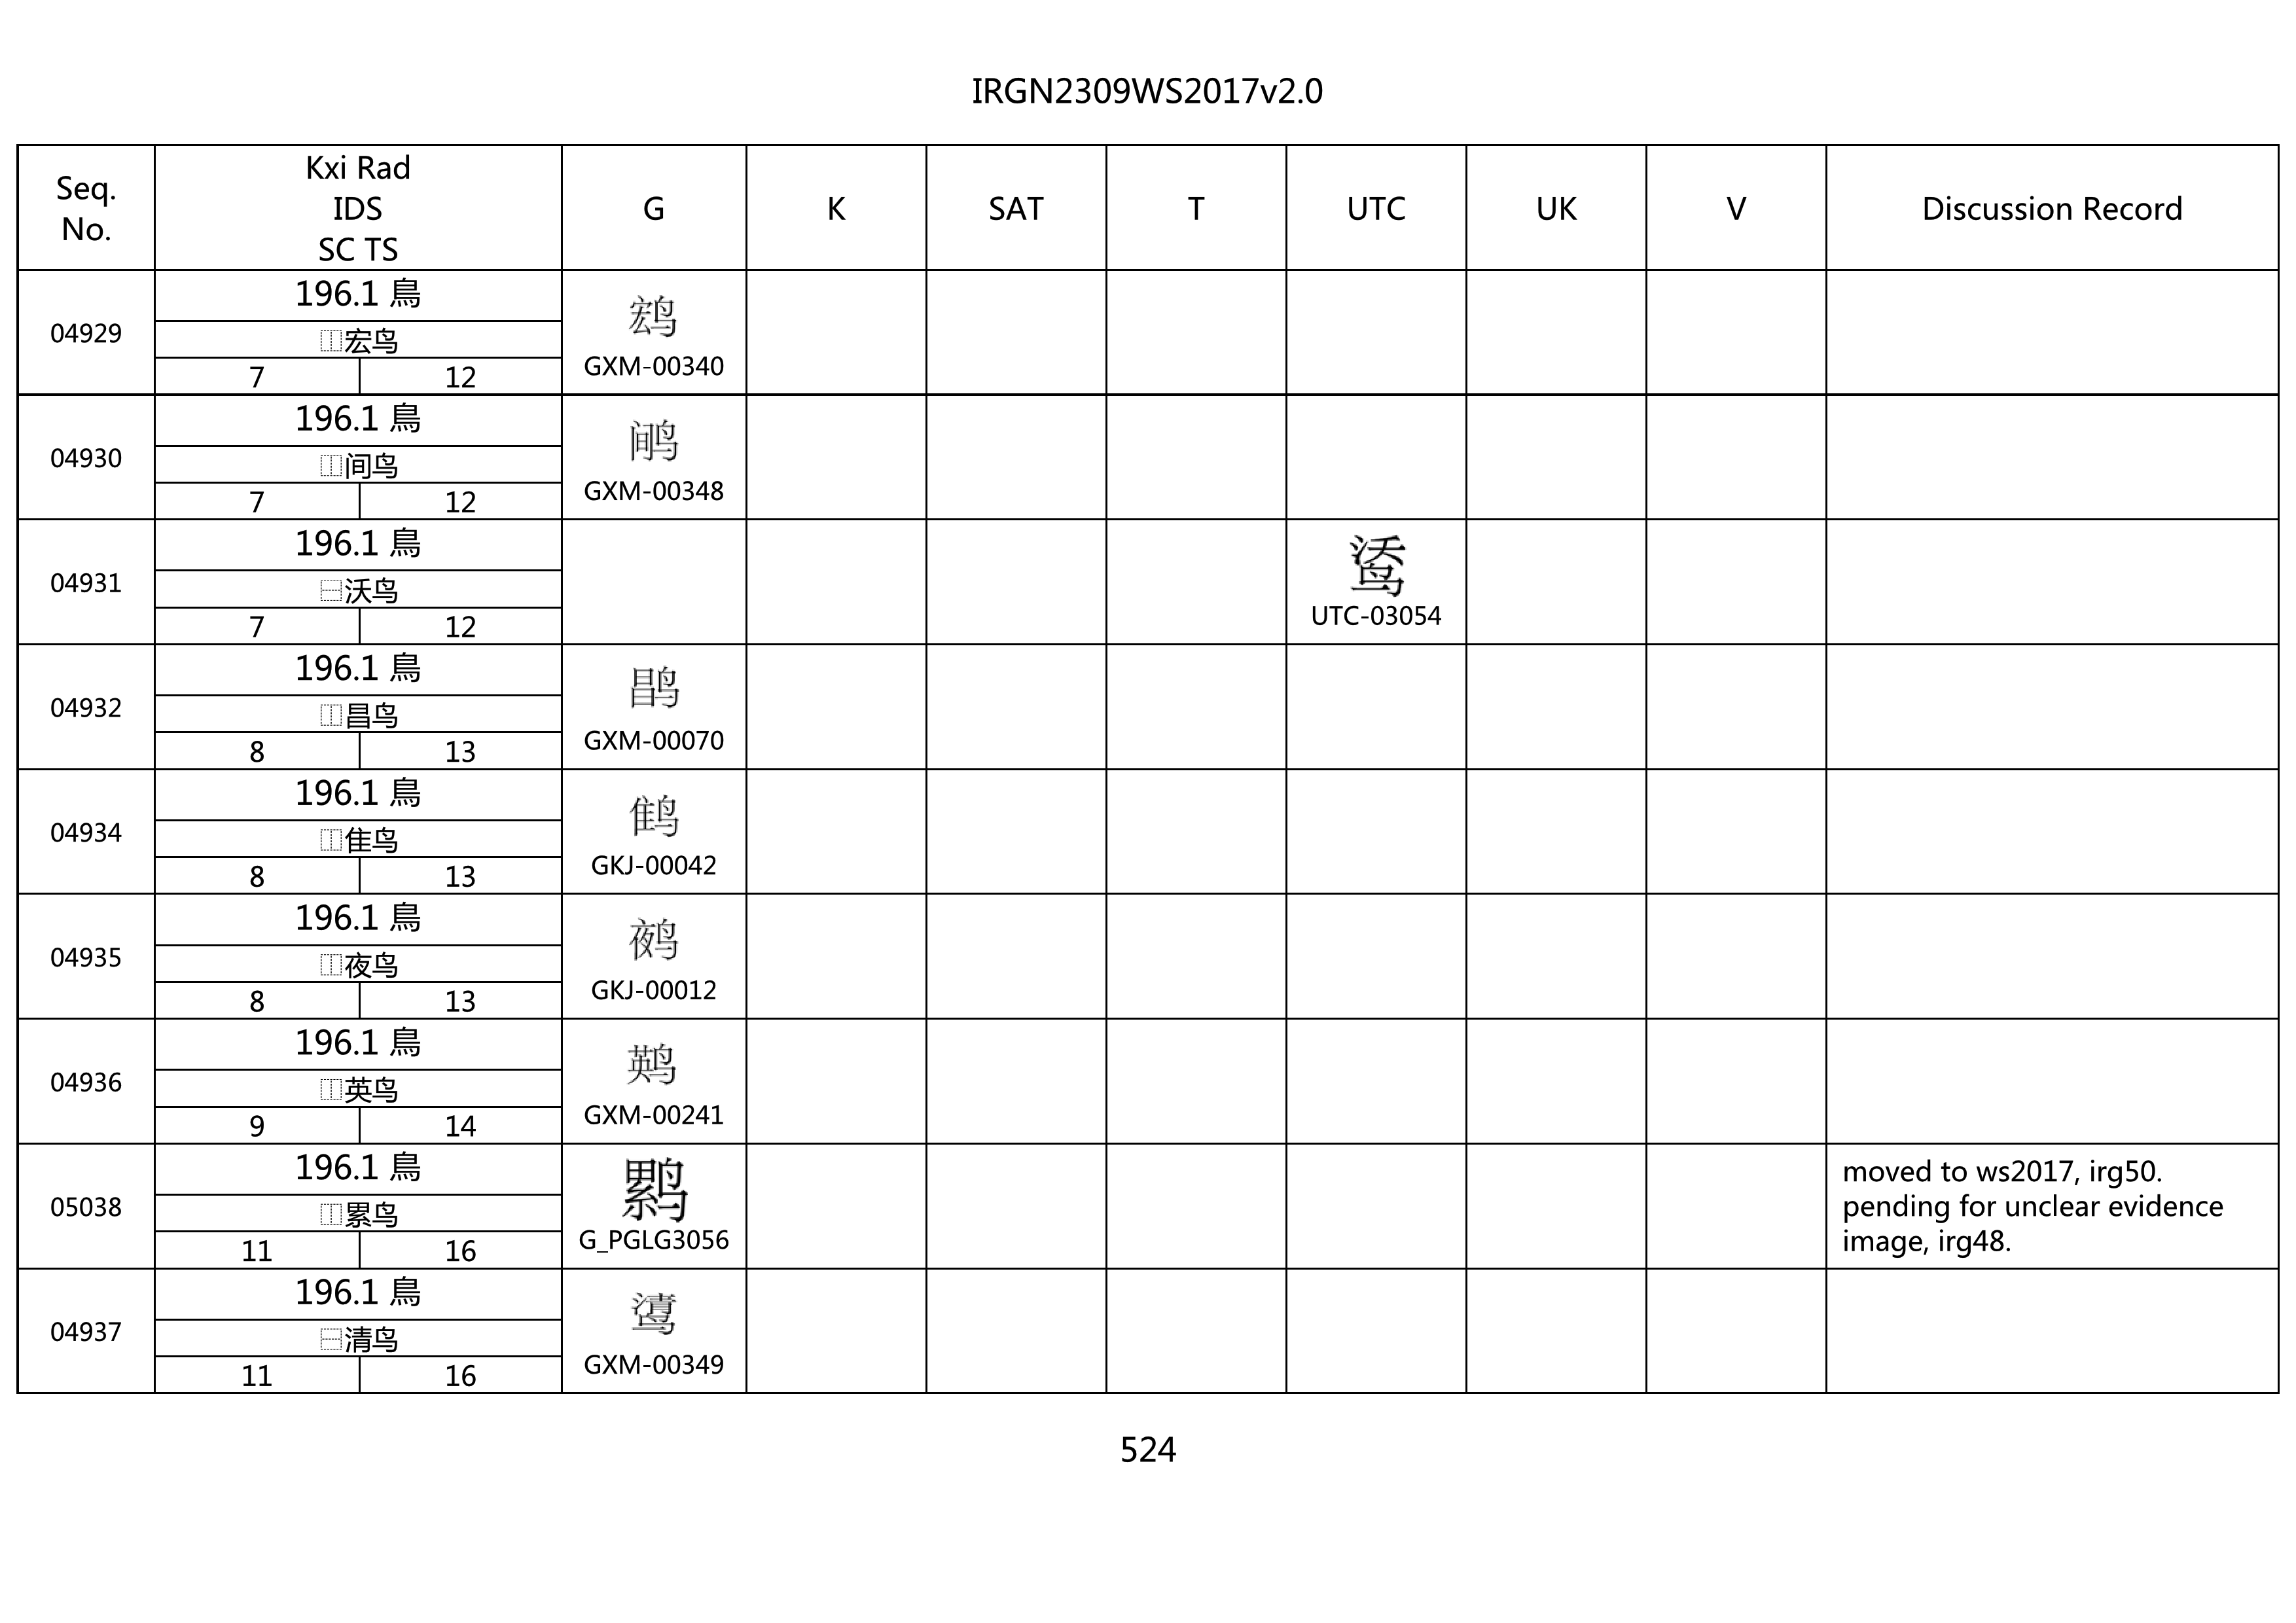 IRGN2309WS2017v2.0
Seq. No.
Kxi Rad
IDS
SC TS
G
K
SAT
T
UTC
UK
V
Discussion Record
04929
196.1 鳥
⿰宏鸟
7 12
GXM-00340
04930
196.1 鳥
⿰间鸟
7 12
GXM-00348
04931
196.1 鳥
⿱沃鸟
7 12
UTC-03054
04932
196.1 鳥
⿰昌鸟
8 13
GXM-00070
04934
196.1 鳥
⿰隹鸟
8 13
GKJ-00042
04935
196.1 鳥
⿰夜鸟
8 13
GKJ-00012
04936
196.1 鳥
⿰英鸟
9 14
GXM-00241
05038
196.1 鳥
⿰累鸟
11 16
G_PGLG3056
moved to ws2017, irg50.
pending for unclear evidence
image, irg48.
04937
196.1 鳥
⿱清鸟
11 16
GXM-00349
524